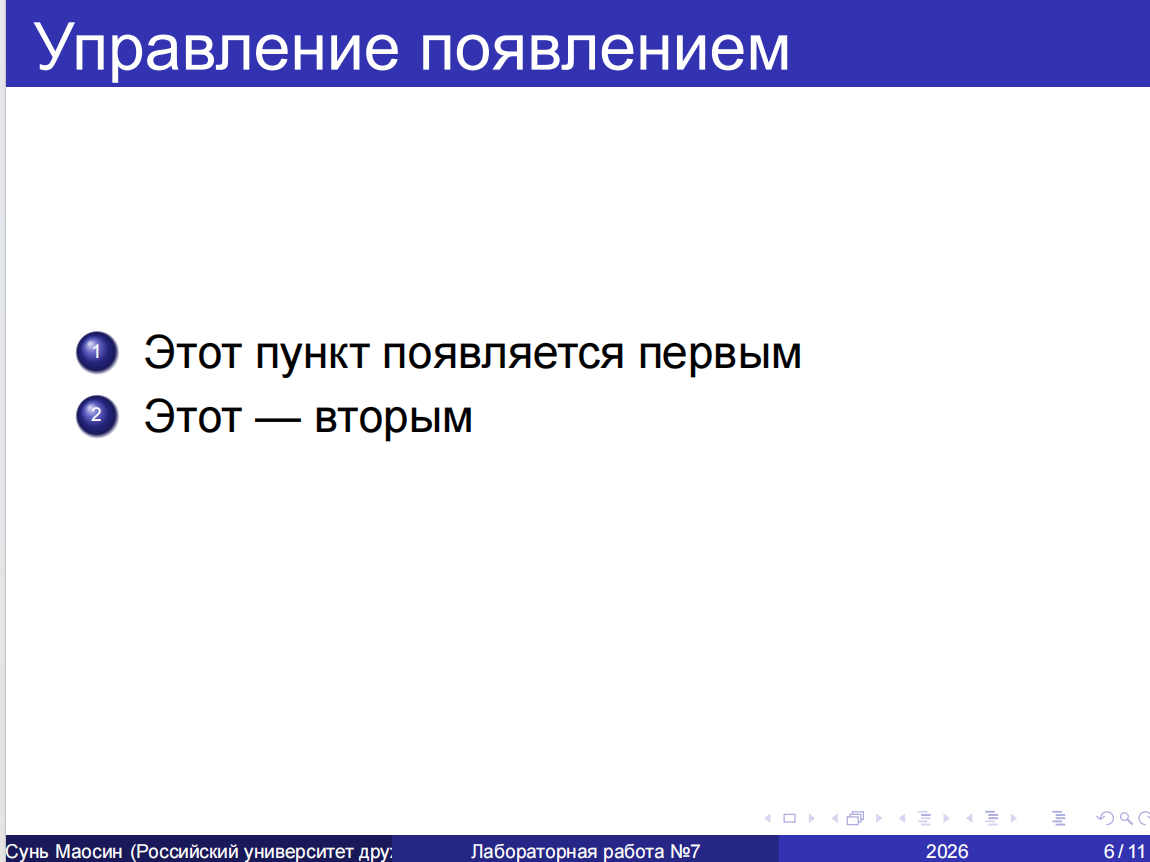 Управление появлением
1 Этот пункт появляется первым
2 Этот — вторым
Сунь Маосин (Российский университет Лабораторная работа №7 2026 6 / 11